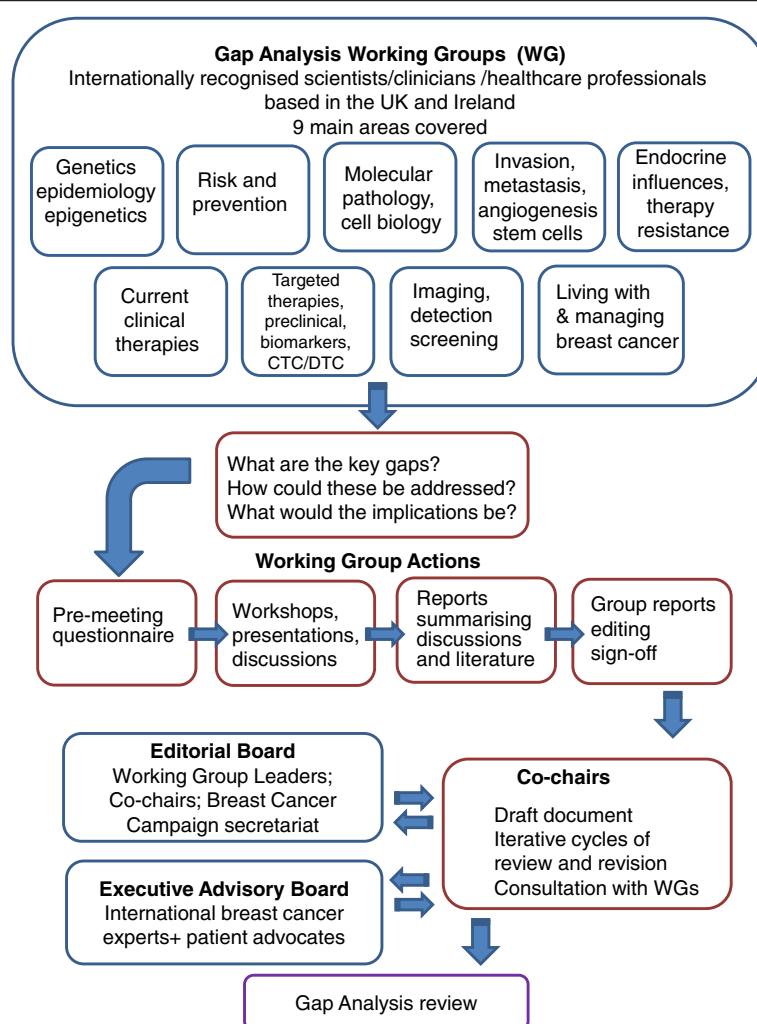 Gap Analysis Working Groups (WG)
Internationally recognised scientists/clinicians /healthcare professionals
based in the UK and Ireland
9 main areas covered
Genetics
epidemiology
epigenetics
Risk and
prevention
Molecular
pathology,
cell biology
Invasion,
metastasis,
angiogenesis
stem cells
Endocrine
influences,
therapy
resistance
Current
clinical
therapies
Targeted
therapies,
preclinical,
biomarkers,
CTC/DTC
Imaging,
detection
screening
Living with
& managing
breast cancer
What are the key gaps?
How could these be addressed?
What would the implications be?
Working Group Actions
Pre-meeting
questionnaire
Workshops,
presentations,
discussions
Reports
summarising
discussions
and literature
Group reports
editing
sign-off
Editorial Board
Working Group Leaders;
Co-chairs; Breast Cancer
Campaign secretariat
Co-chairs
Draft document
Iterative cycles of
review and revision
Consultation with WGs
Executive Advisory Board
International breast cancer
experts+ patient advocates
Gap Analysis review